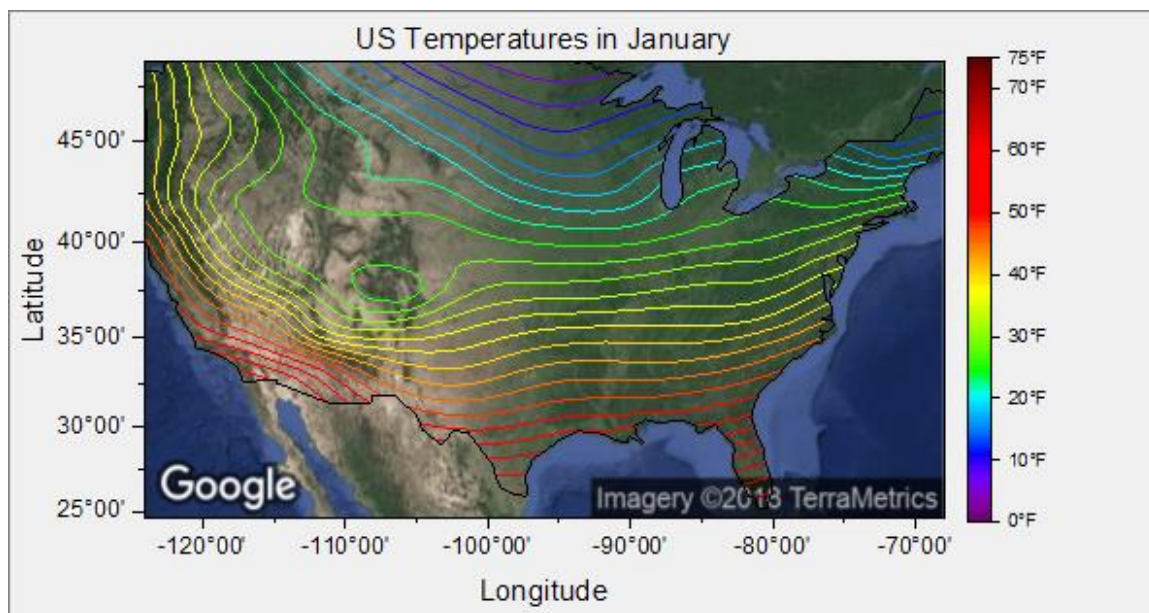 US Temperatures in January
75°F
70°F
60°F
50°F
40°F
30°F
20°F
10°F
0°F
Latitude
45°00'
40°00'
35°00'
30°00'
25°00'
Google
Imagery ©2013 TerraMetrics
-120°00'
-110°00'
-100°00'
-90°00'
-80°00'
-70°00'
Longitude